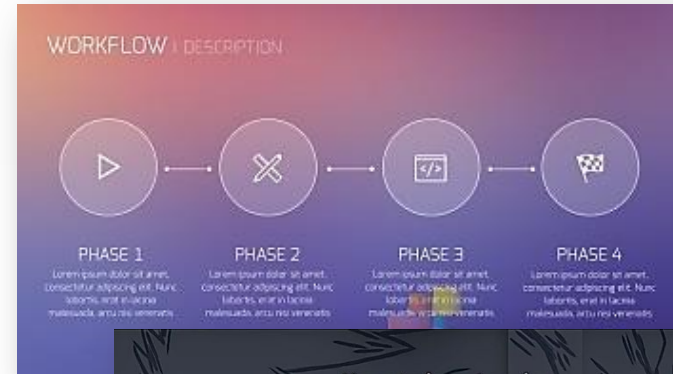 WORKFLOW | DESCRIPTION
PHASE 1
Lorem ipsum dolor sit amet,
consectetur adipiscing elit. Nunc
lobortis, erat in lacinia
malesuada, arcu nisi venenatis
PHASE 2
Lorem ipsum dolor sit amet,
consectetur adipiscing elit. Nunc
lobortis, erat in lacinia
malesuada, arcu nisi venenatis
PHASE 3
Lorem ipsum dolor sit amet,
consectetur adipiscing elit. Nunc
lobortis, erat in lacinia
malesuada, arcu nisi venenatis
PHASE 4
Lorem ipsum dolor sit amet,
consectetur adipiscing elit. Nunc
lobortis, erat in lacinia
malesuada, arcu nisi venenatis